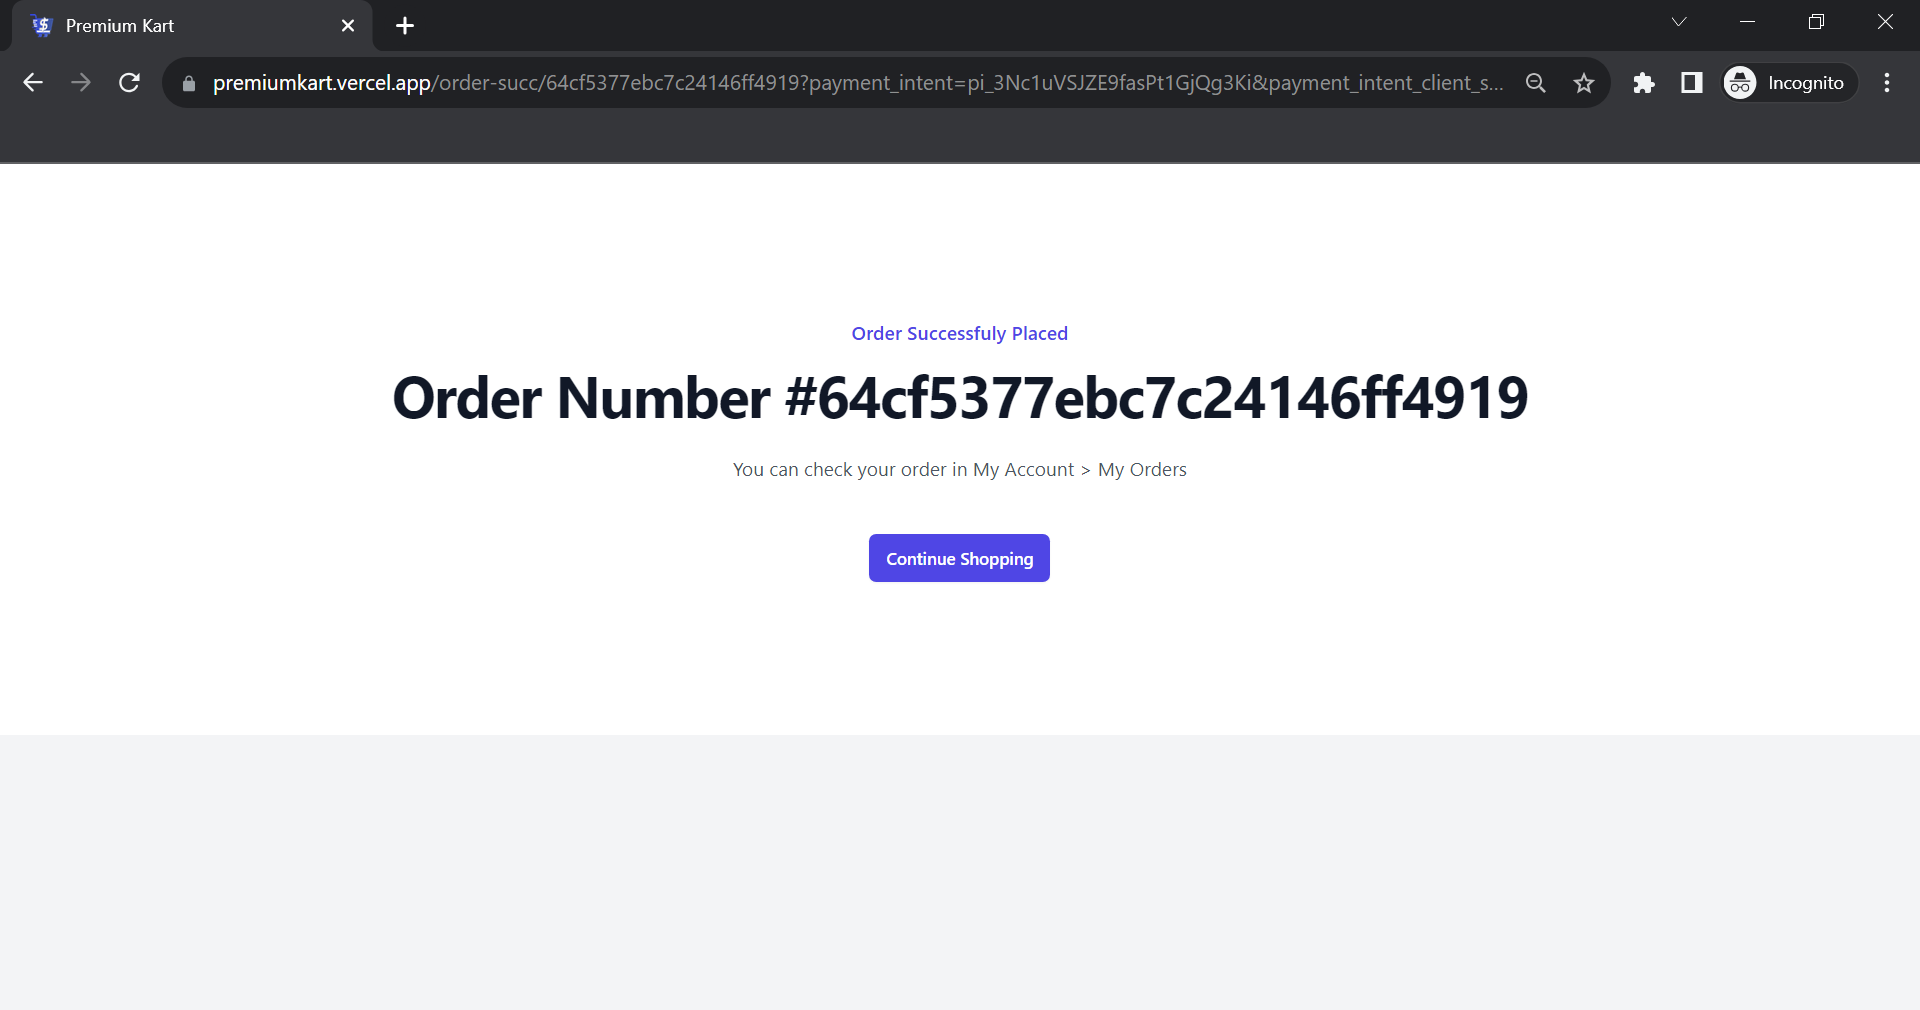 Premium Kart
premiumkart.vercel.app/order-succ/64cf5377ebc7c24146ff4919?payment_intent=pi_3Nc1uVSJZE9fasPt1GjQg3Ki&payment_intent_client_s...
Incognito
Order Successfuly Placed
Order Number #64cf5377ebc7c24146ff4919
You can check your order in My Account > My Orders
Continue Shopping